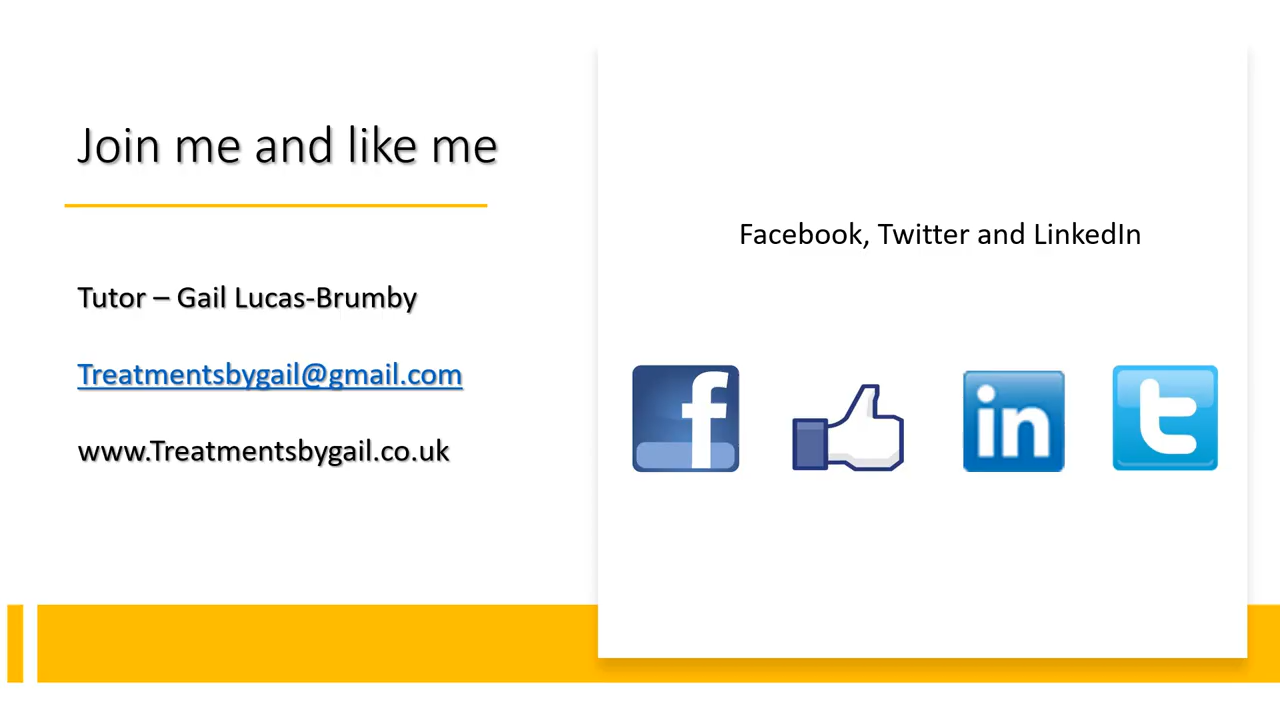 Join me and like me
Tutor – Gail Lucas-Brumby
Treatmentsbygail@gmail.com
www.Treatmentsbygail.co.uk
Facebook, Twitter and LinkedIn
f
in
t